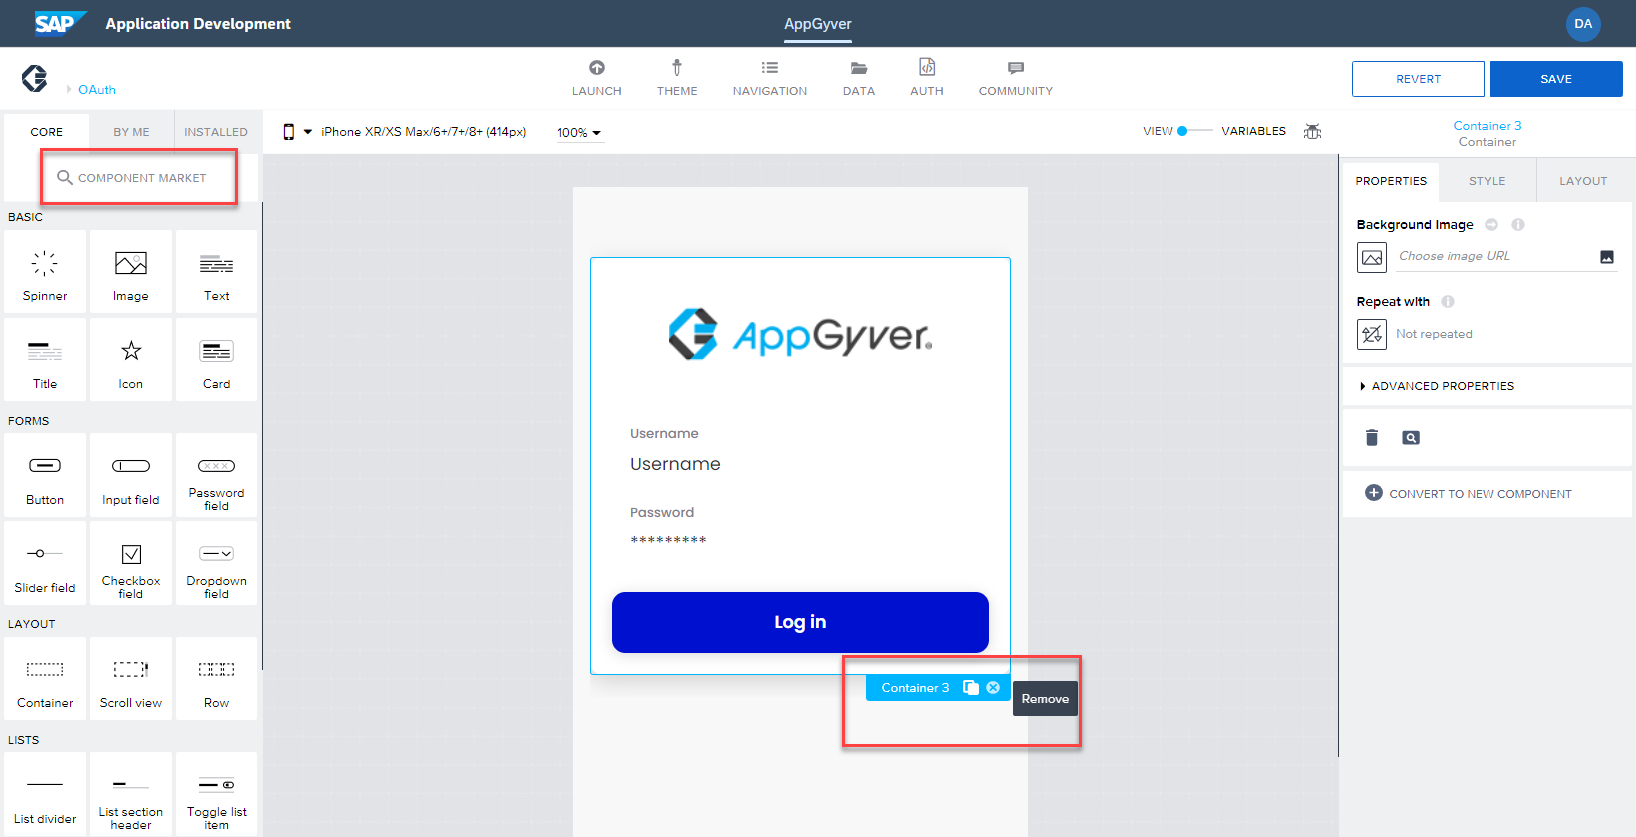 SAP Application Development
AppGyver
DA
OAuth
LAUNCH
THEME
NAVIGATION
DATA
AUTH
COMMUNITY
REVERT
SAVE
CORE
BY ME
INSTALLED
iPhone XR/XS Max/6+/7+/8+ (414px)
100%
VIEW
VARIABLES
Container 3
Container
COMPONENT MARKET
PROPERTIES
STYLE
LAYOUT
BASIC
Spinner
Image
Text
Title
Icon
Card
FORMS
Button
Input field
Password
field
Slider field
Checkbox
field
Dropdown
field
LAYOUT
Container
Scroll view
Row
LISTS
List divider
List section
header
Toggle list
item
AppGyver®
Username
Username
Password
*********
Log in
Container 3
Remove
Background Image
Choose image URL
Repeat with
Not repeated
ADVANCED PROPERTIES
CONVERT TO NEW COMPONENT